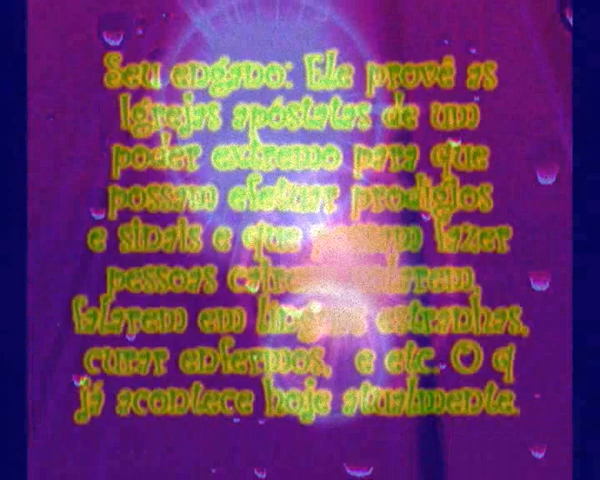 Seu engano: Ele provê as
Igrejas apóstatas de um
poder extremo para que
possam efetuar prodígios
e sinais e que possam fazer
pessoas
falarem em línguas estranhas,
curar enfermos, e etc. O q
já acontece hoje atualmente.